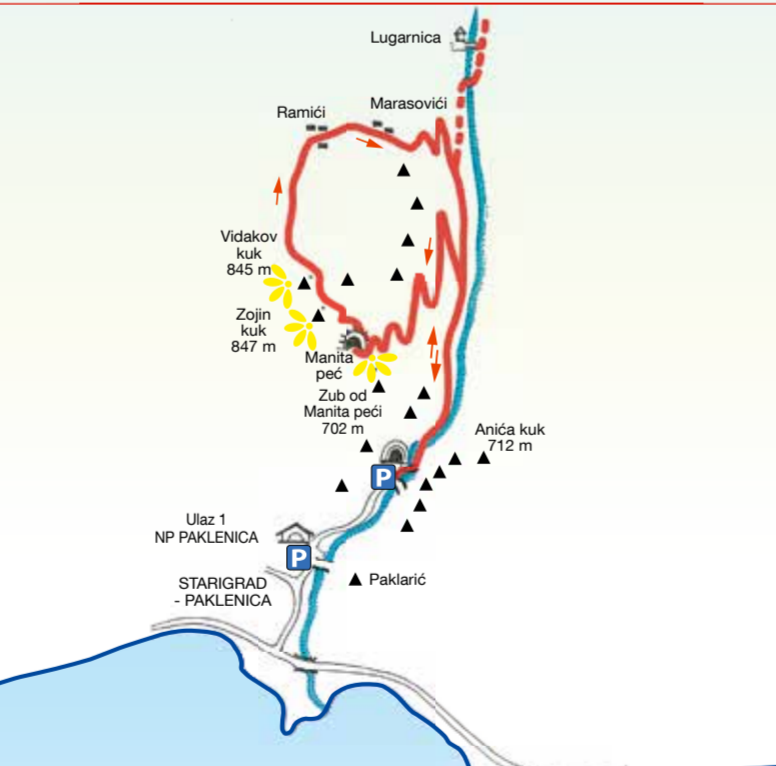 Lugarnica
Ramići
Marasovići
Vidakov
kuk
845 m
Zojin
kuk
847 m
Manita
peć
Zub od
Manita peći
702 m
Anića kuk
712 m
P
Ulaz 1
NP PAKLENICA
P
STARIGRAD
- PAKLENICA
Paklarić